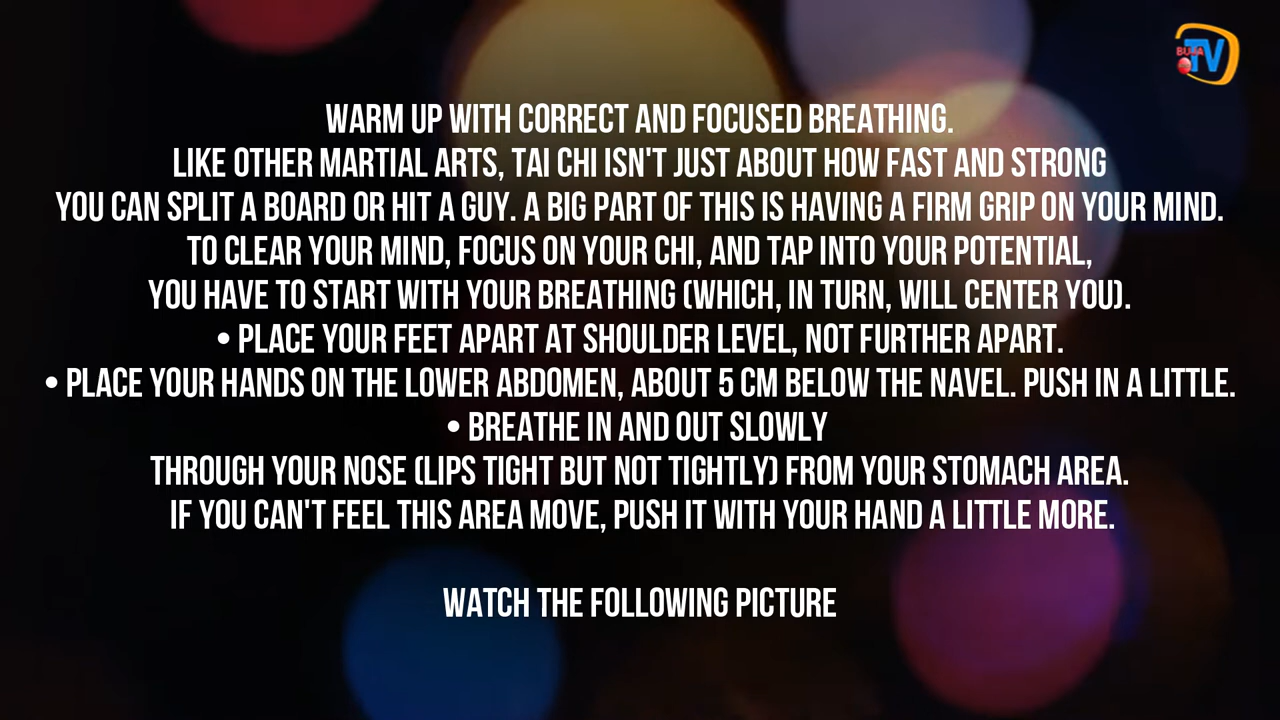 BULA TV
WARM UP WITH CORRECT AND FOCUSED BREATHING.
LIKE OTHER MARTIAL ARTS, TAI CHI ISN'T JUST ABOUT HOW FAST AND STRONG
YOU CAN SPLIT A BOARD OR HIT A GUY. A BIG PART OF THIS IS HAVING A FIRM GRIP ON YOUR MIND.
TO CLEAR YOUR MIND, FOCUS ON YOUR CHI, AND TAP INTO YOUR POTENTIAL,
YOU HAVE TO START WITH YOUR BREATHING (WHICH, IN TURN, WILL CENTER YOU).
• PLACE YOUR FEET APART AT SHOULDER LEVEL, NOT FURTHER APART.
• PLACE YOUR HANDS ON THE LOWER ABDOMEN, ABOUT 5 CM BELOW THE NAVEL. PUSH IN A LITTLE.
• BREATHE IN AND OUT SLOWLY
THROUGH YOUR NOSE (LIPS TIGHT BUT NOT TIGHTLY) FROM YOUR STOMACH AREA.
IF YOU CAN'T FEEL THIS AREA MOVE, PUSH IT WITH YOUR HAND A LITTLE MORE.
WATCH THE FOLLOWING PICTURE